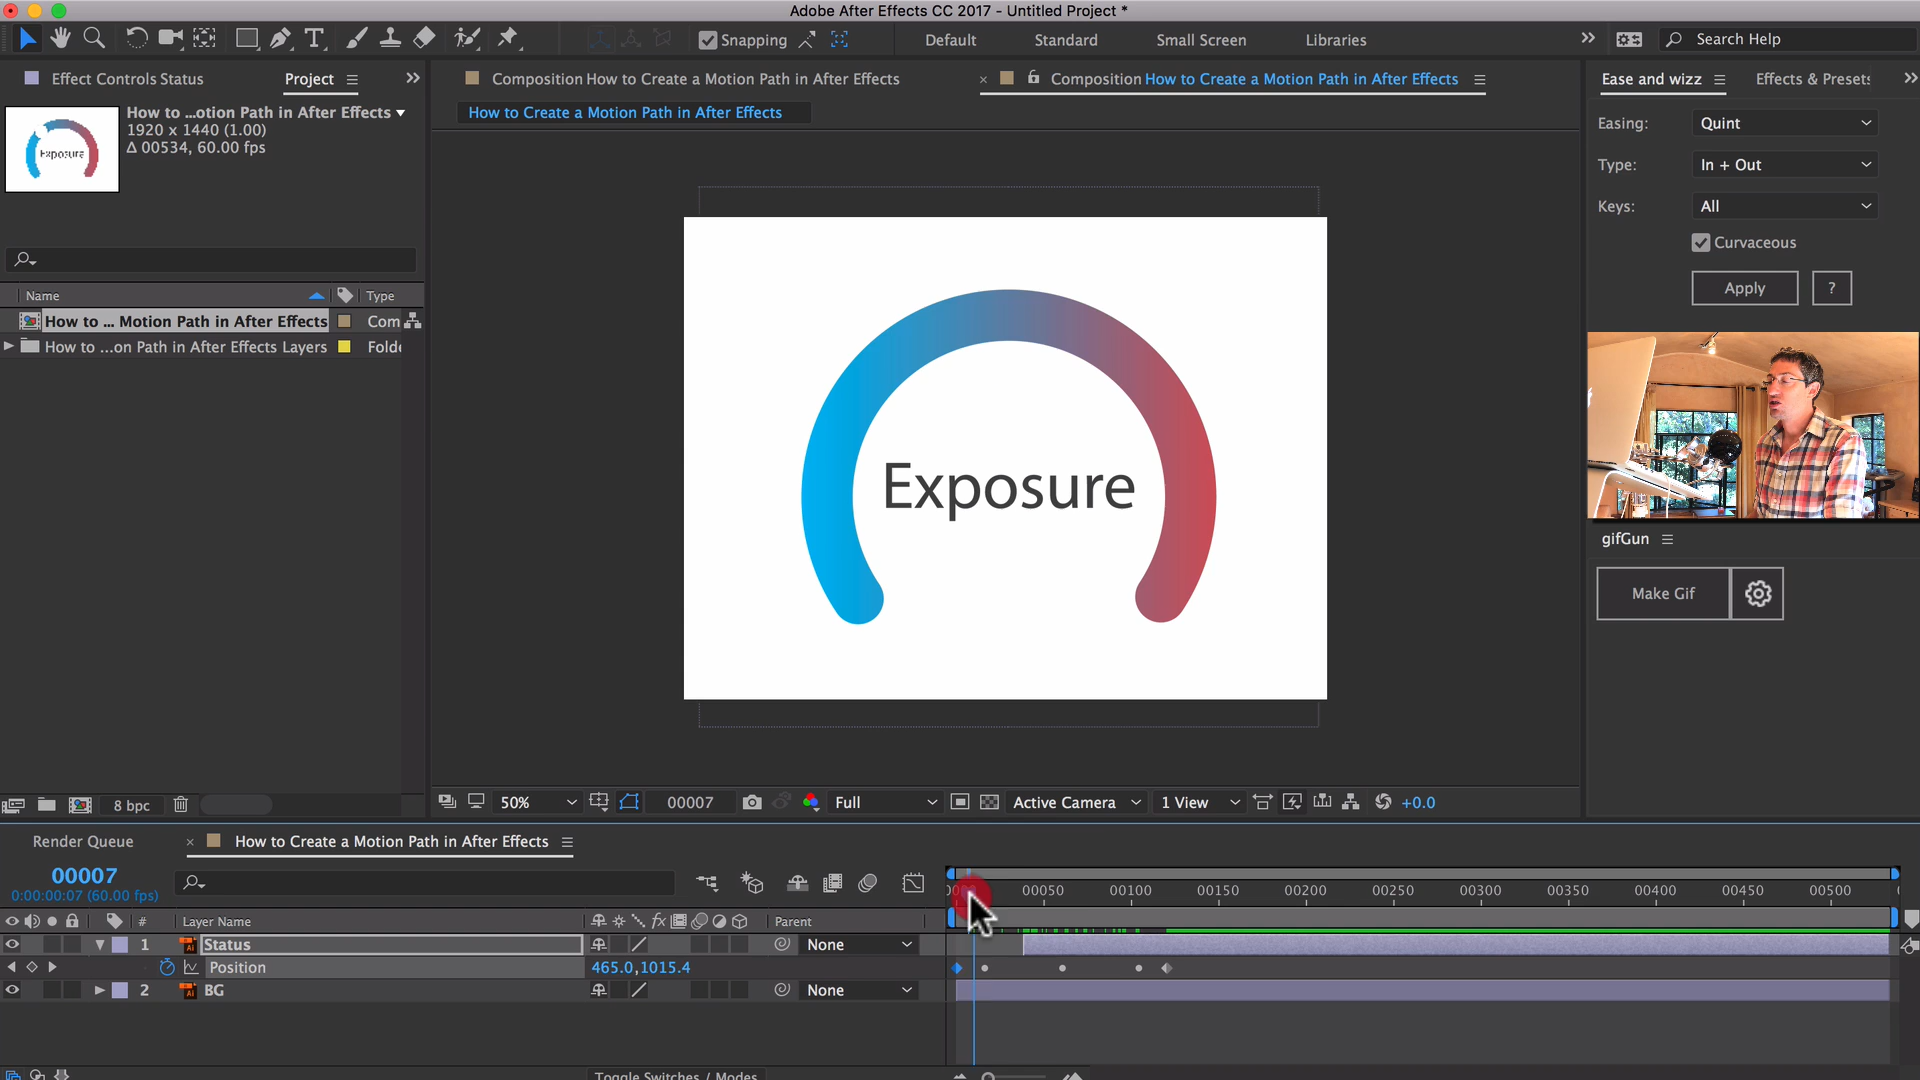 Adobe After Effects CC 2017 - Untitled Project *
Snapping
Default
Standard
Small Screen
Libraries
Search Help
Effect Controls Status
Project
Composition How to Create a Motion Path in After Effects
Composition How to Create a Motion Path in After Effects
Ease and wizz
Effects & Presets
How to ...otion Path in After Effects
1920 x 1440 (1.00)
Δ 00534, 60.00 fps
How to Create a Motion Path in After Effects
Easing:
Quint
Type:
In + Out
Keys:
All
Curvaceous
Apply
?
Exposure
Name
Type
How to ... Motion Path in After Effects
Com
How to ...on Path in After Effects Layers
Folde
Exposure
gifGun
Make Gif
8 bpc
50%
00007
Full
Active Camera
1 View
+0.0
Render Queue
How to Create a Motion Path in After Effects
00007
0:00:00:07 (60.00 fps)
00050
00100
00150
00200
00250
00300
00350
00400
00450
00500
#
Layer Name
fx
Parent
1
Status
None
Position
465.0,1015.4
2
BG
None
Toggle Switches / Modes